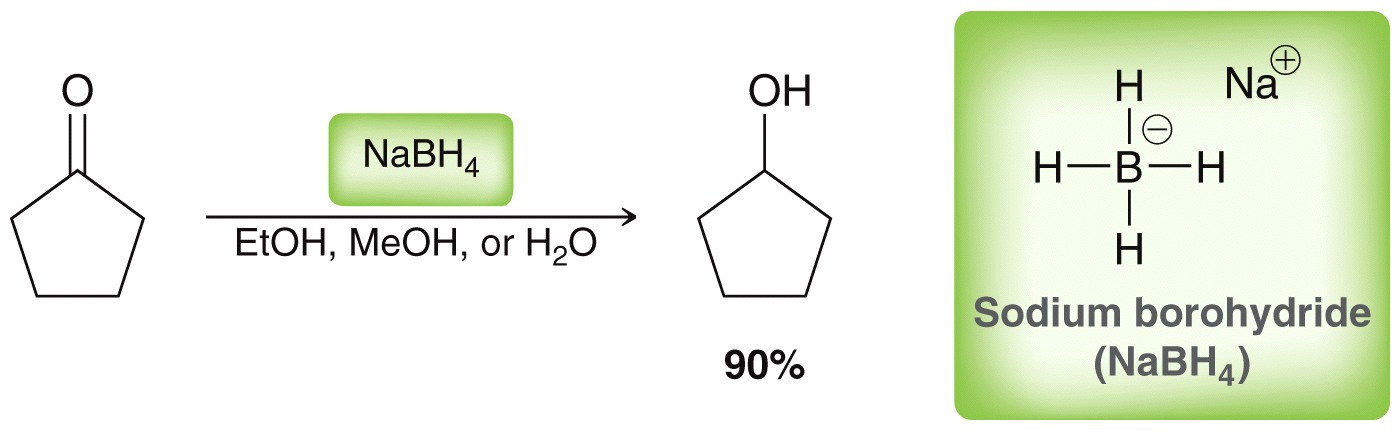 O
NaBH₄
EtOH, MeOH, or H₂O
OH
90%
H
Na⊕
⊖
H—B—H
H
Sodium borohydride
(NaBH₄)